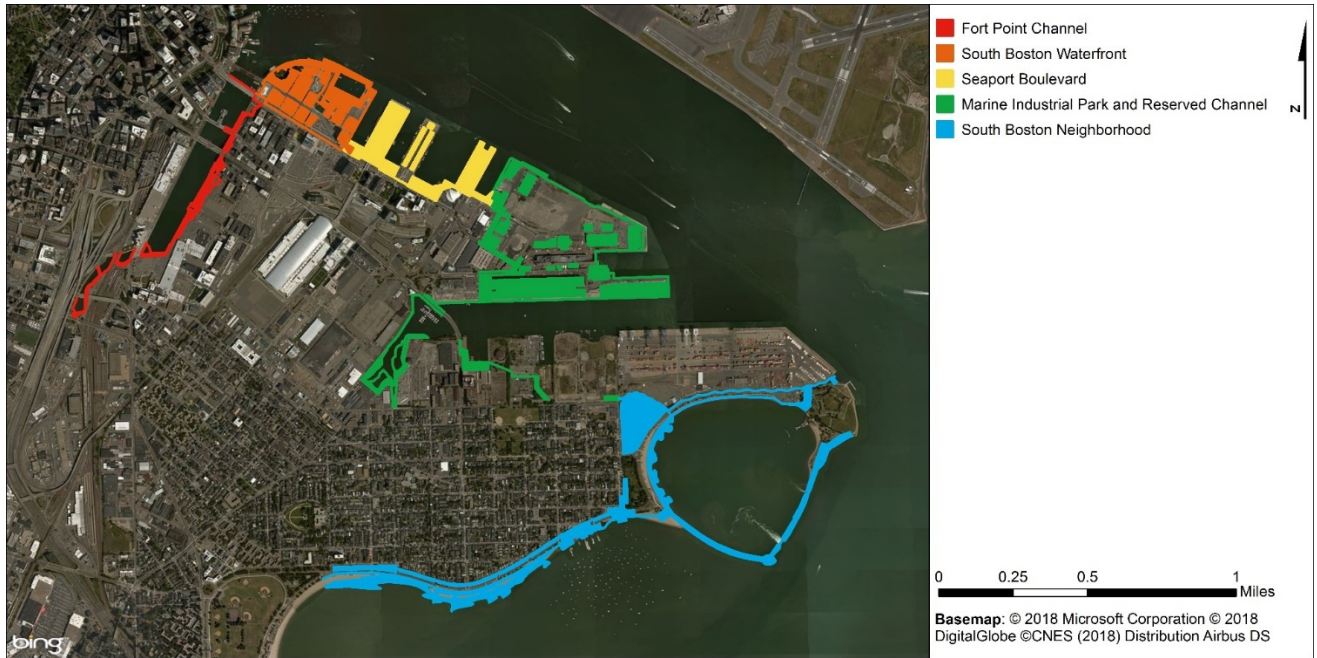 Fort Point Channel
South Boston Waterfront
Seaport Boulevard
Marine Industrial Park and Reserved Channel
South Boston Neighborhood
N
0 0.25 0.5 1
Miles
Basemap: © 2018 Microsoft Corporation © 2018
DigitalGlobe ©CNES (2018) Distribution Airbus DS
bing